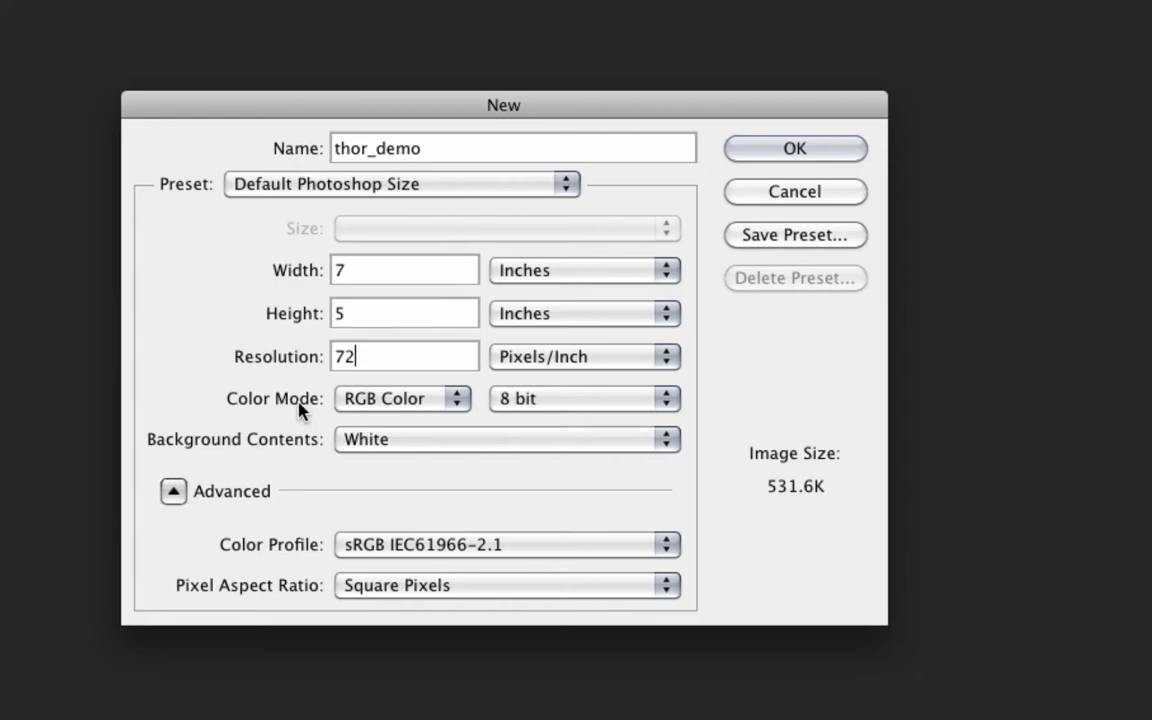 New
Name: thor_demo
OK
Preset: Default Photoshop Size
Cancel
Size:
Save Preset...
Width: 7 Inches
Delete Preset...
Height: 5 Inches
Resolution: 72 Pixels/Inch
Color Mode: RGB Color 8 bit
Background Contents: White
Image Size:
531.6K
Advanced
Color Profile: sRGB IEC61966-2.1
Pixel Aspect Ratio: Square Pixels